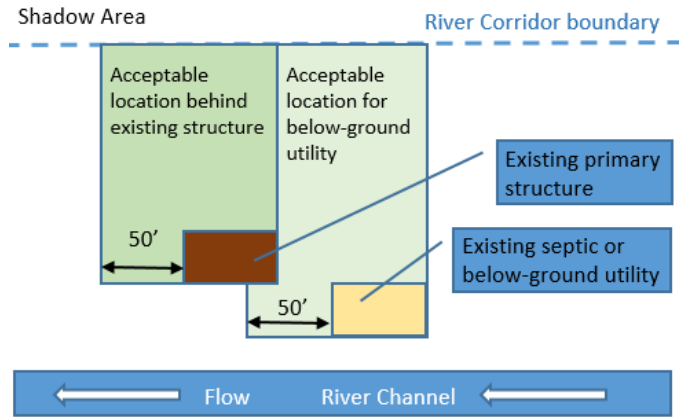 Shadow Area
River Corridor boundary
Acceptable
location behind
existing structure
Acceptable
location for
below-ground
utility
Existing primary
structure
50’
Existing septic or
below-ground utility
50’
Flow
River Channel